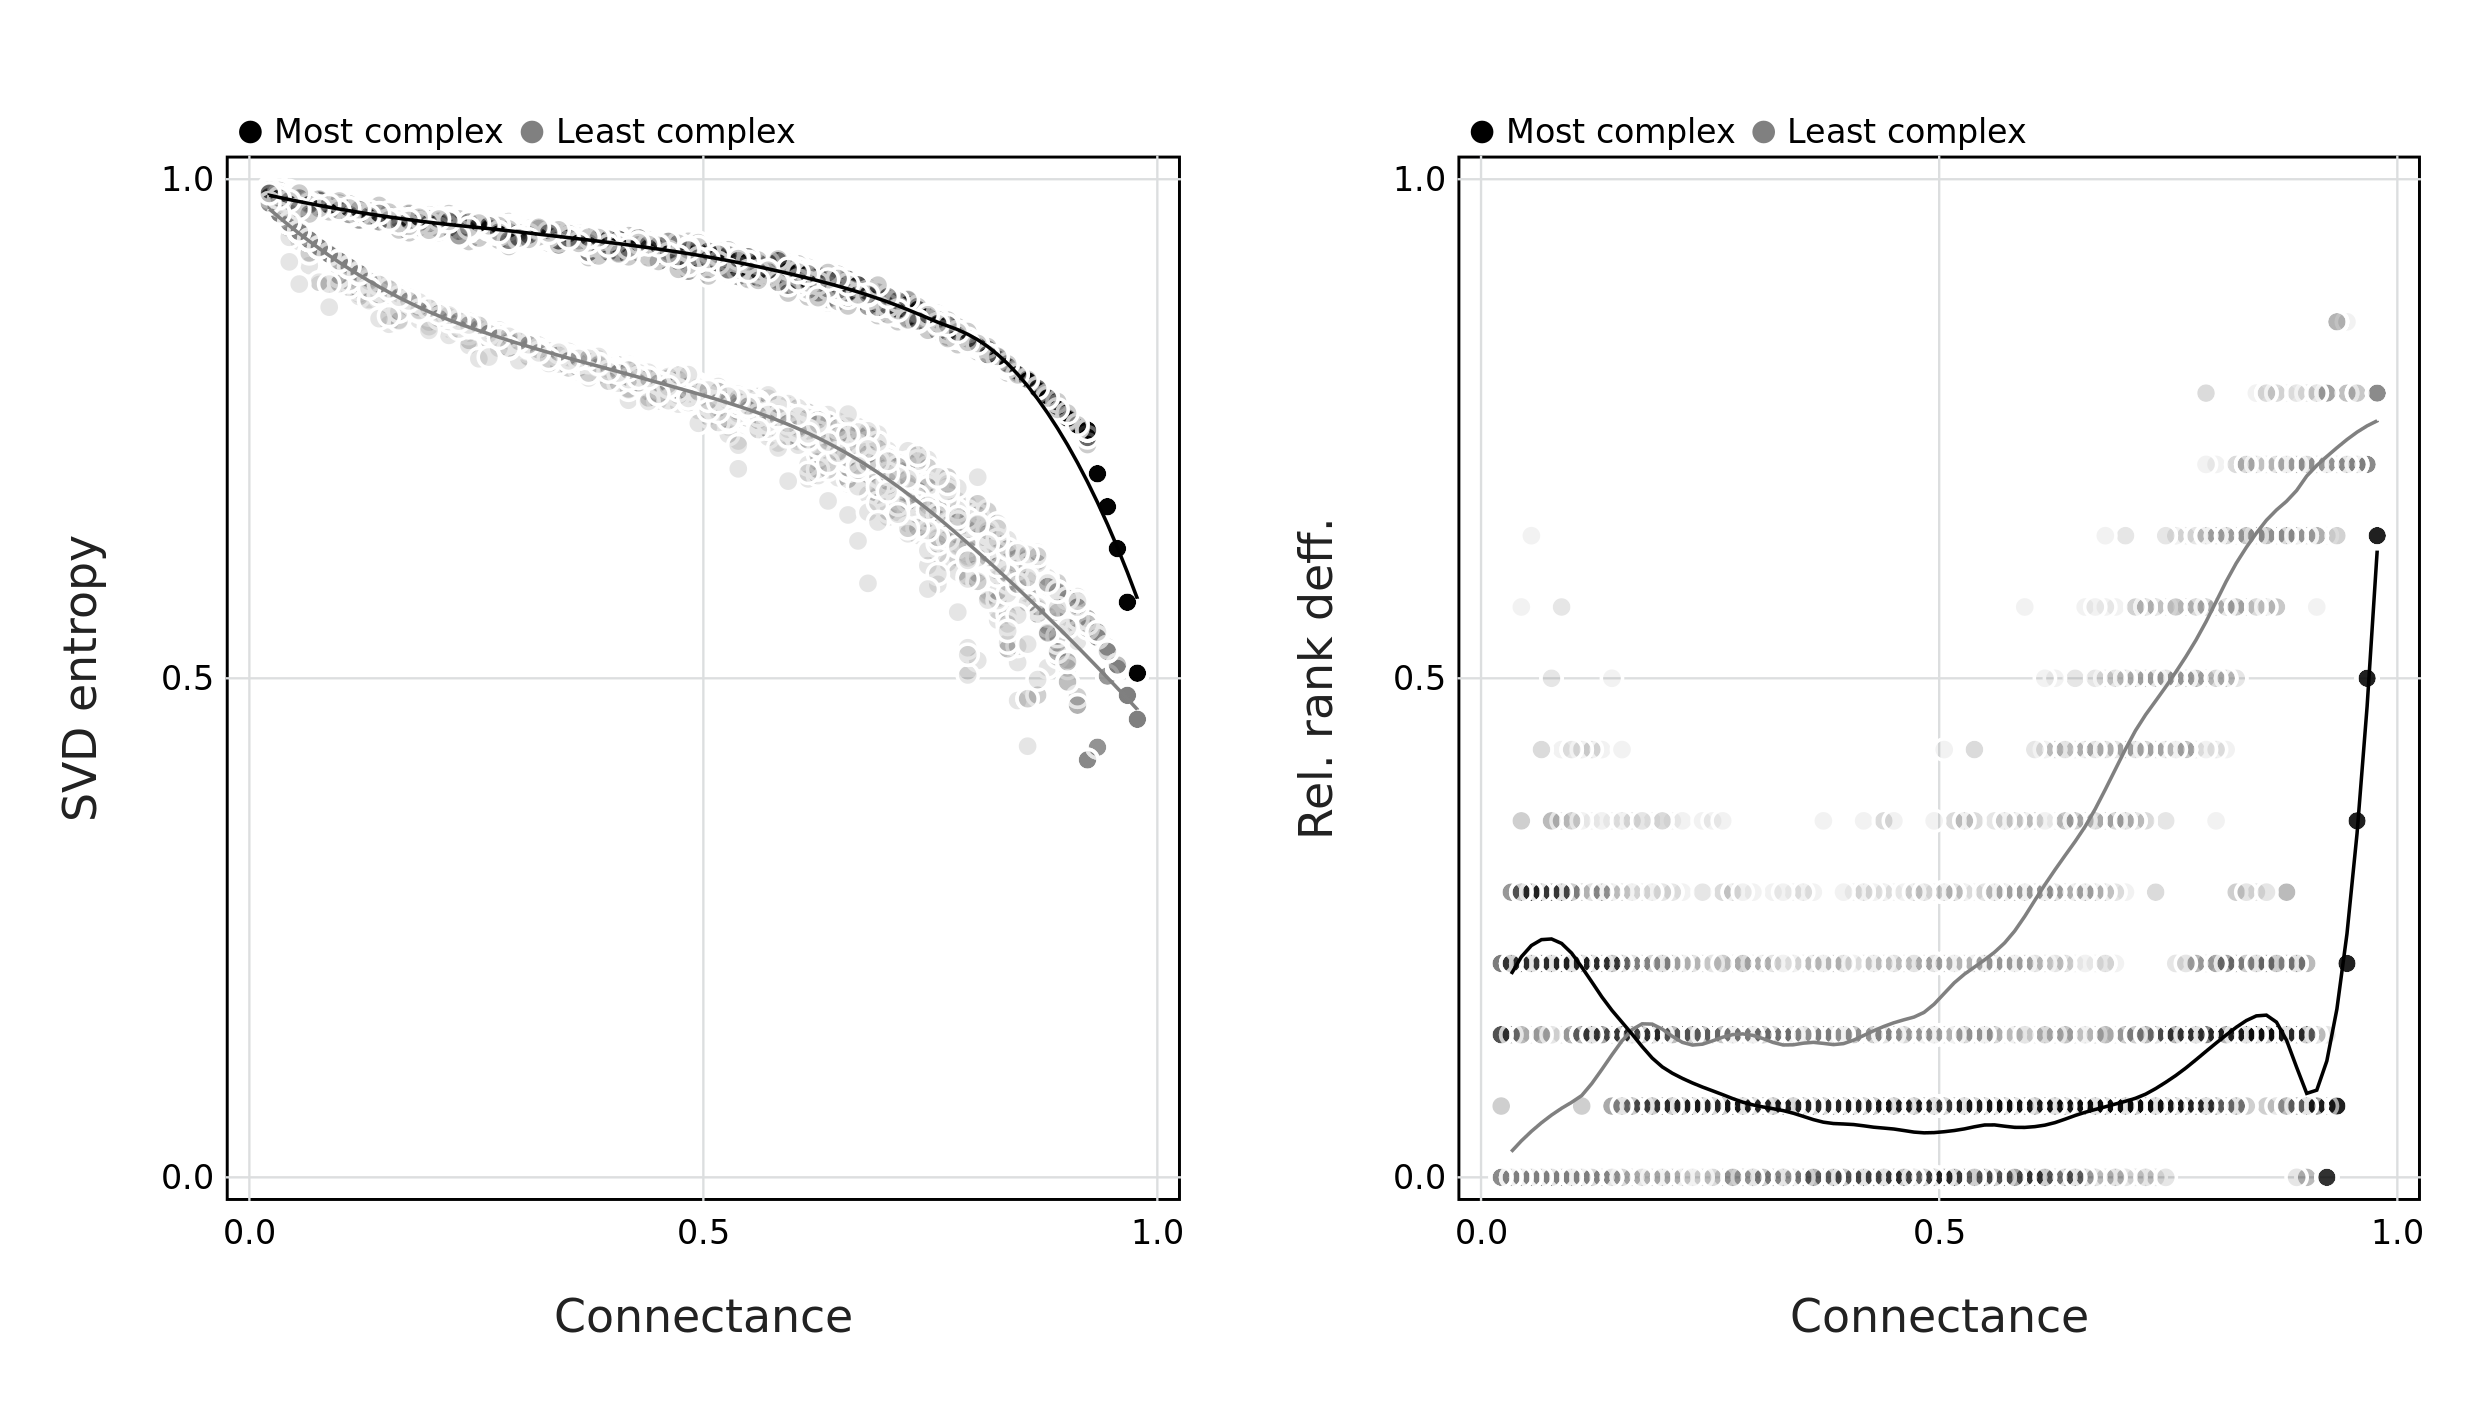 Most complex Least complex
1.0
0.5
0.0
SVD entropy
0.0 0.5 1.0
Connectance
Most complex Least complex
1.0
0.5
0.0
Rel. rank deff.
0.0 0.5 1.0
Connectance